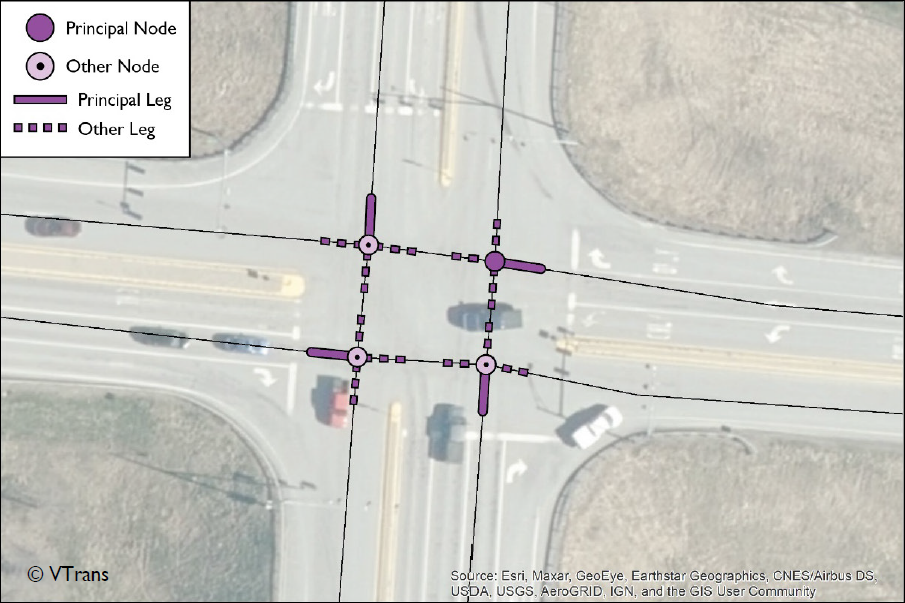 Principal Node
Other Node
Principal Leg
Other Leg
© VTrans
Source: Esri, Maxar, GeoEye, Earthstar Geographics, CNES/Airbus DS,
USDA, USGS, AeroGRID, IGN, and the GIS User Community